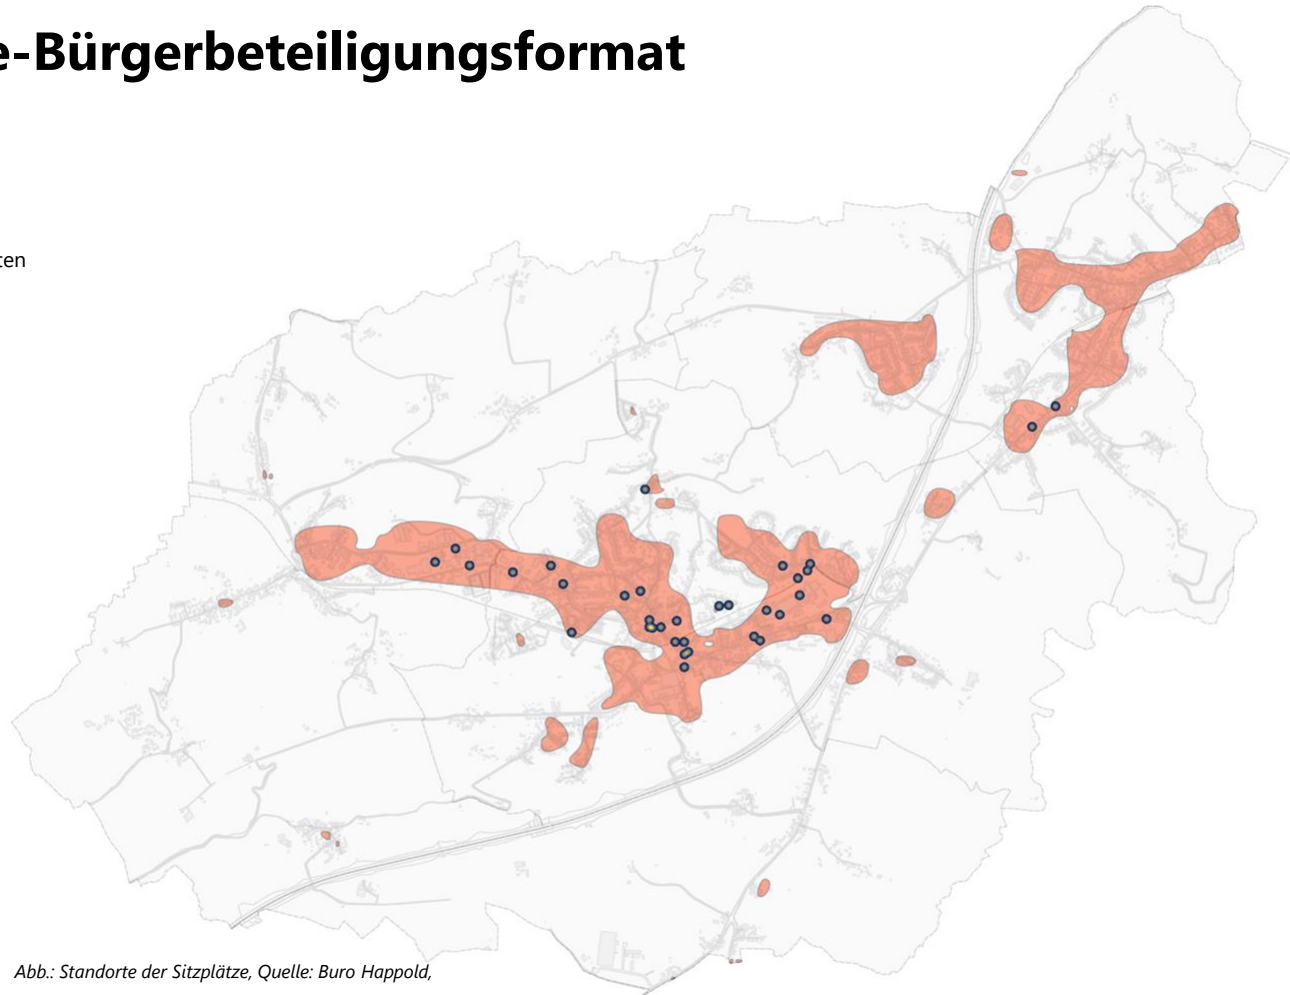 e-Bürgerbeteiligungsformat
ten
Abb.: Standorte der Sitzplätze, Quelle: Buro Happold,